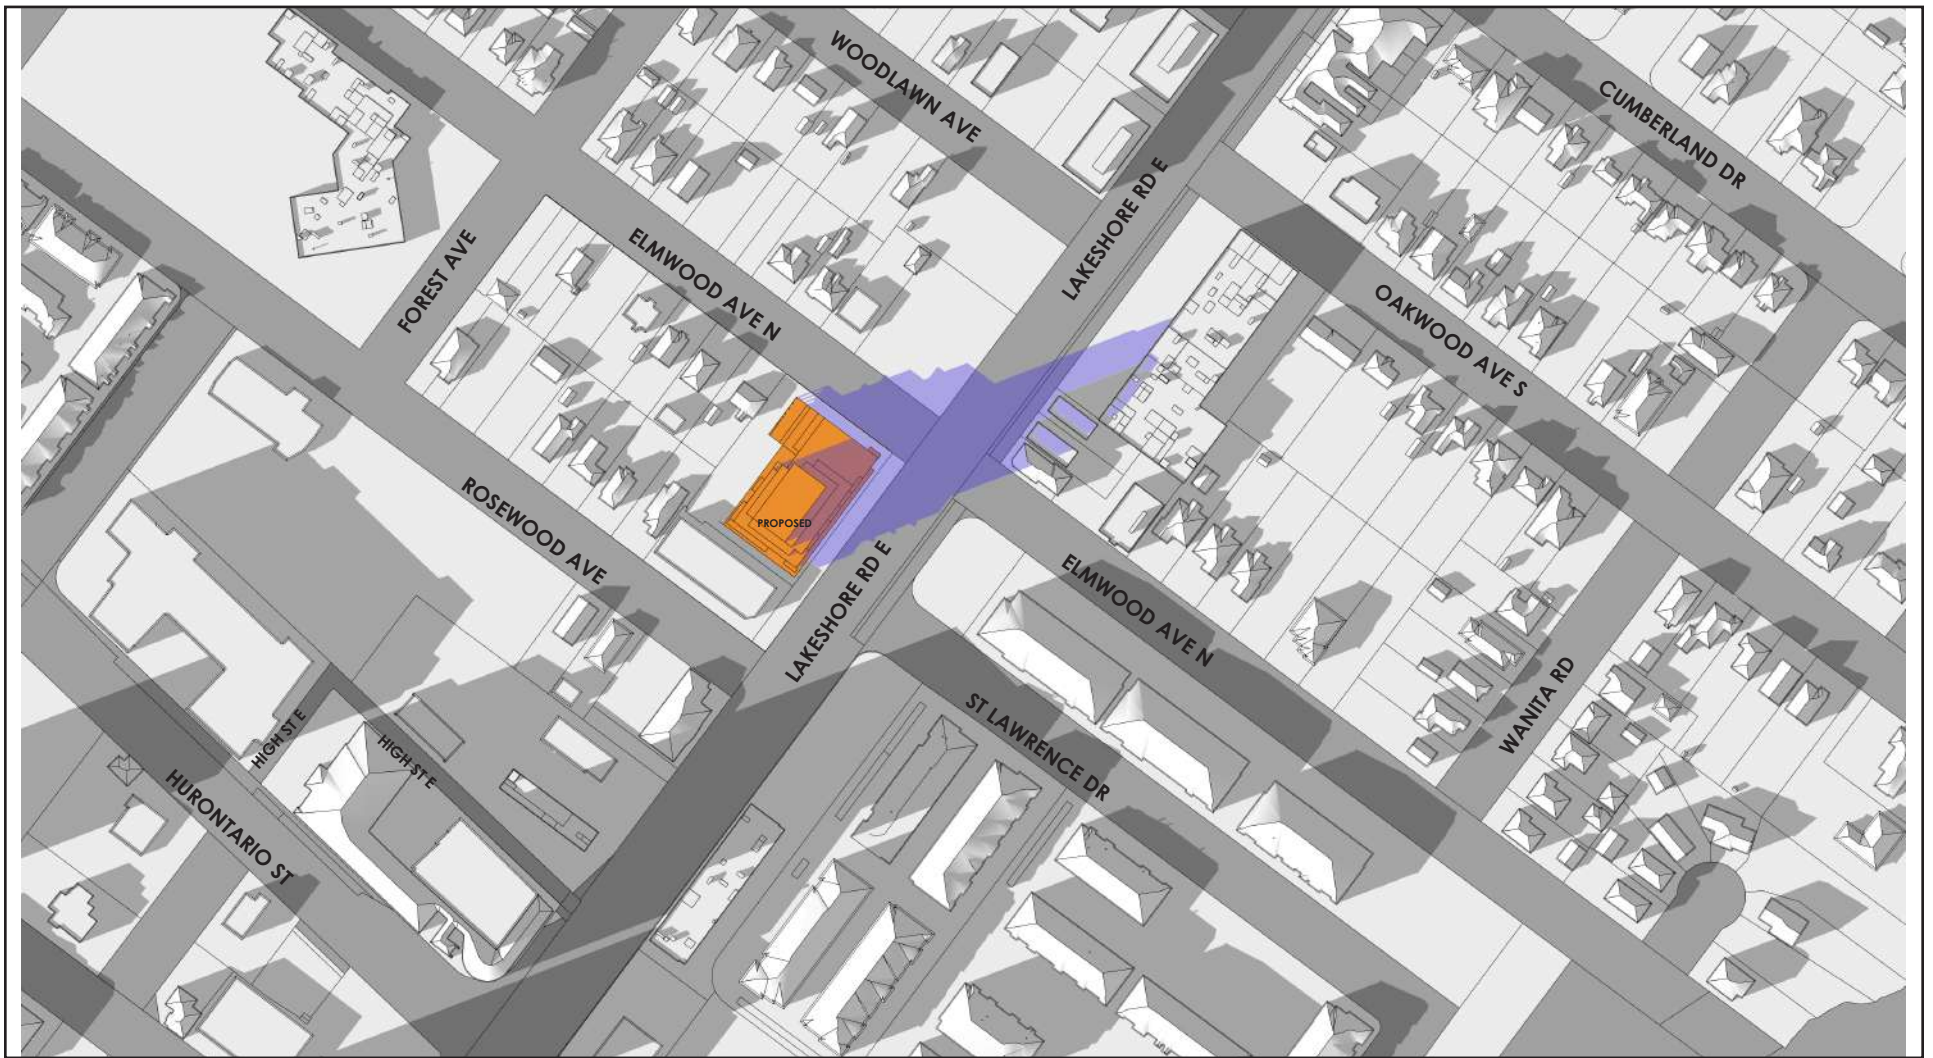 WOODLAWN AVE
CUMBERLAND DR
LAKESHORE RD E
FOREST AVE
ELMWOOD AVE N
OAKWOOD AVE S
PROPOSED
ROSEWOOD AVE
LAKESHORE RD E
ELMWOOD AVE N
ST LAWRENCE DR
WANITA RD
HIGH ST E
HIGH ST E
HURONTARIO ST